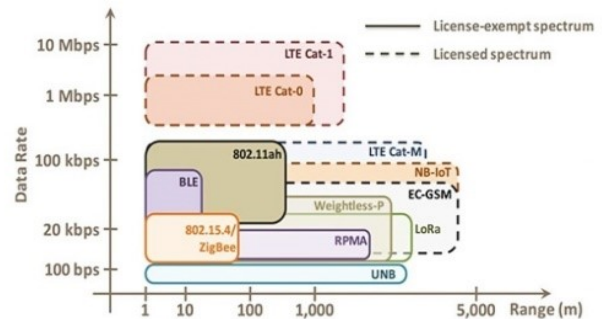 License-exempt spectrum
Licensed spectrum
10 Mbps
1 Mbps
100 kbps
20 kbps
100 bps
Data Rate
LTE Cat-1
LTE Cat-0
802.11ah
LTE Cat-M
NB-IoT
BLE
EC-GSM
Weightless-P
802.15.4/
ZigBee
LoRa
RPMA
UNB
1
10
100
1,000
5,000
Range (m)